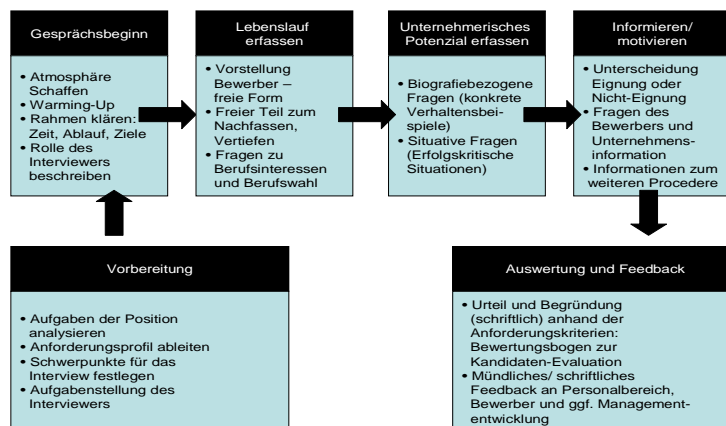 Gesprächsbeginn
• Atmosphäre
Schaffen
• Warming-Up
• Rahmen klären:
Zeit, Ablauf, Ziele
• Rolle des
Interviewers
beschreiben
Lebenslauf
erfassen
• Vorstellung
Bewerber –
freie Form
• Freier Teil zum
Nachfassen,
Vertiefen
• Fragen zu
Berufsinteressen
und Berufswahl
Unternehmerisches
Potenzial erfassen
• Biografiebezogene
Fragen (konkrete
Verhaltensbei-
spiele)
• Situative Fragen
(Erfolgskritische
Situationen)
Informieren/
motivieren
• Unterscheidung
Eignung oder
Nicht-Eignung
• Fragen des
Bewerbers und
Unternehmens-
information
• Informationen zum
weiteren Procedere
Vorbereitung
• Aufgaben der Position
analysieren
• Anforderungsprofil ableiten
• Schwerpunkte für das
Interview festlegen
• Aufgabenstellung des
Interviewers
Auswertung und Feedback
• Urteil und Begründung
(schriftlich) anhand der
Anforderungskriterien:
Bewertungsbogen zur
Kandidaten-Evaluation
• Mündliches/ schriftliches
Feedback an Personalbereich,
Bewerber und ggf. Management-
entwicklung